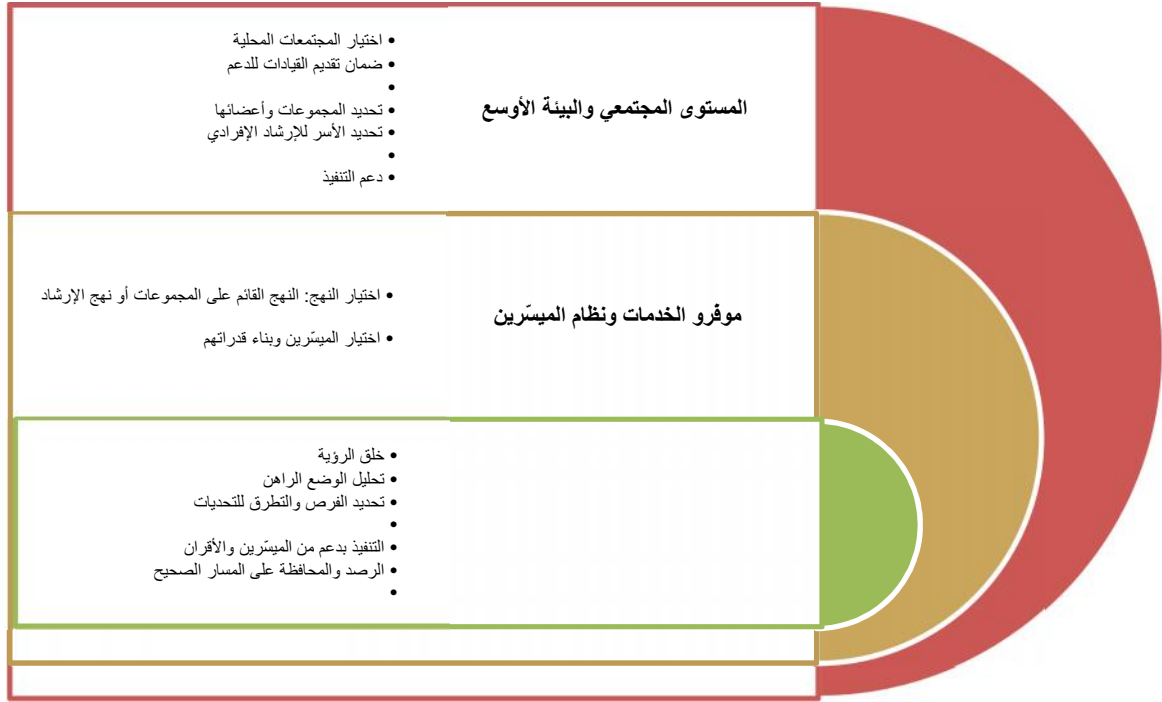 المستوى المجتمعي والبيئة الأوسع
• اختيار المجتمعات المحلية
• ضمان تقديم القيادات للدعم
•
• تحديد المجموعات وأعضائها
• تحديد الأسر للإرشاد الإفرادي
•
• دعم التنفيذ
موفّرو الخدمات ونظام الميسّرين
• اختيار النهج: النهج القائم على المجموعات أو نهج الإرشاد
• اختيار الميسّرين وبناء قدراتهم
• خلق الرؤية
• تحليل الوضع الراهن
• تحديد الفرص والتطرق للتحديات
•
• التنفيذ بدعم من الميسّرين والأقران
• الرصد والمحافظة على المسار الصحيح
•